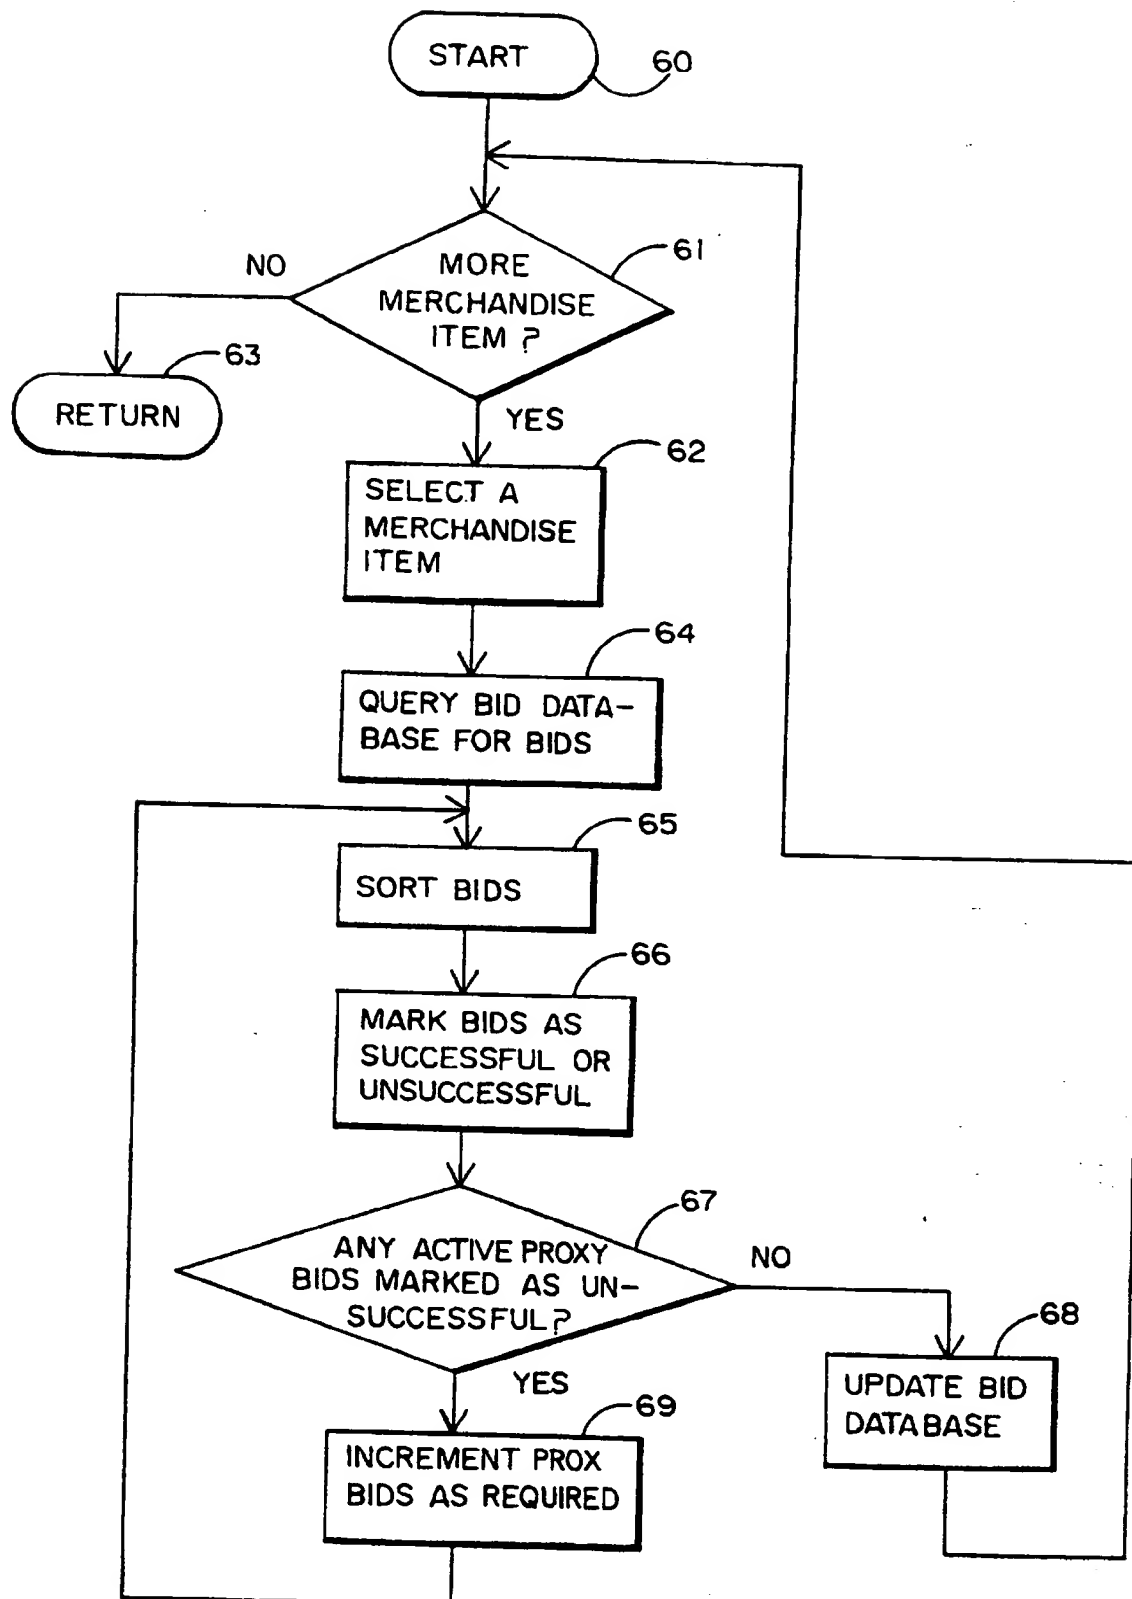 START
60
MORE
MERCHANDISE
ITEM ?
61
NO
RETURN
63
YES
SELECT A
MERCHANDISE
ITEM
62
QUERY BID DATA-
BASE FOR BIDS
64
SORT BIDS
65
MARK BIDS AS
SUCCESSFUL OR
UNSUCCESSFUL
66
ANY ACTIVE PROXY
BIDS MARKED AS UN-
SUCCESSFUL?
67
NO
YES
UPDATE BID
DATABASE
68
INCREMENT PROX
BIDS AS REQUIRED
69